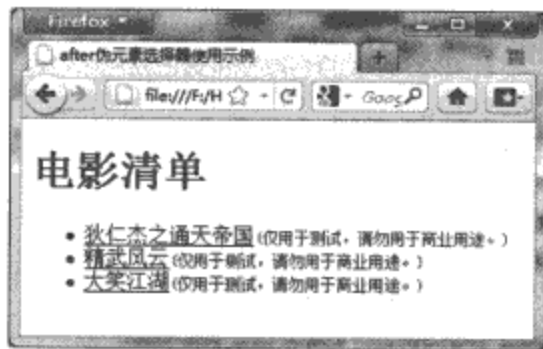 Firefox
after伪元素选择器使用示例
file:///F:/H
Goog
电影清单
狄仁杰之通天帝国(仅用于测试，请勿用于商业用途。)
精武风云(仅用于测试，请勿用于商业用途。)
大笑江湖(仅用于测试，请勿用于商业用途。)